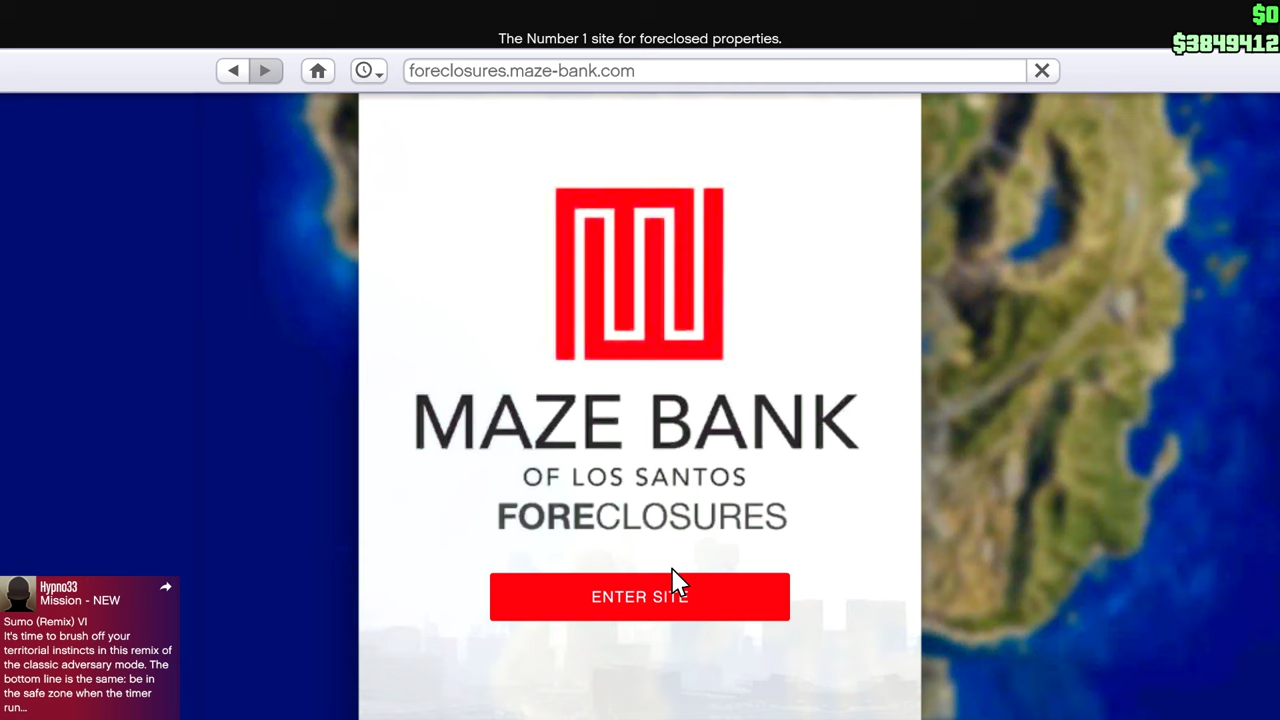 $0
The Number 1 site for foreclosed properties.
$3849412
foreclosures.maze-bank.com
MAZE BANK
OF LOS SANTOS
FORECLOSURES
ENTER SITE
Hypno33
Mission - NEW
Sumo (Remix) VI
It's time to brush off your
territorial instincts in this remix
of the classic adversary mode. The
bottom line is the same: be in
the safe zone when the timer
run...